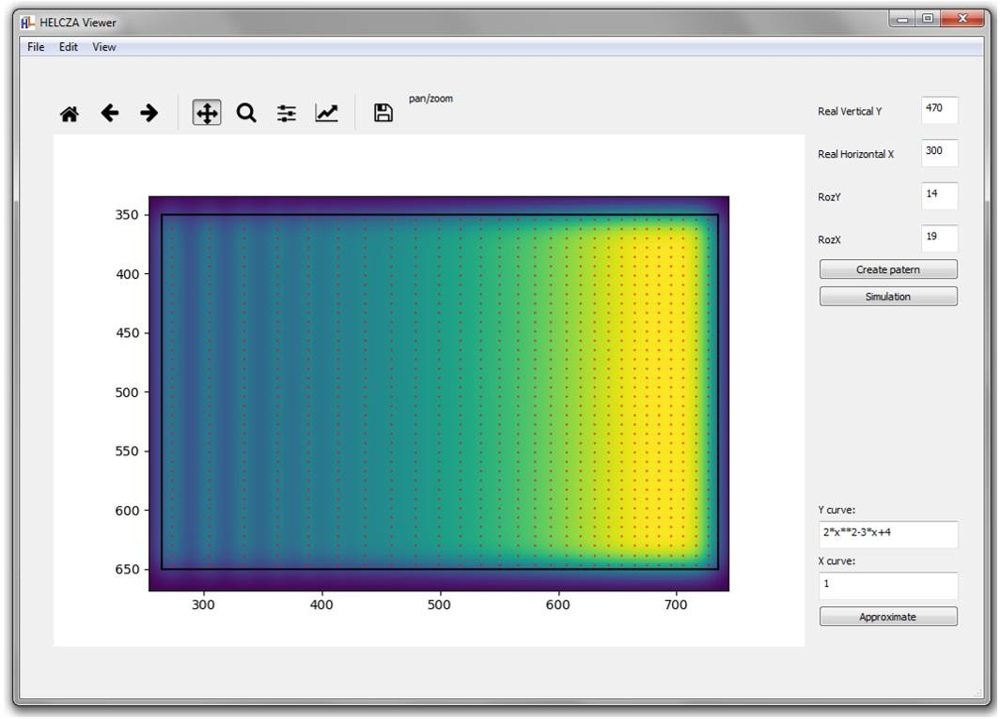 HELCZA Viewer
File Edit View
pan/zoom
Real Vertical Y 470
Real Horizontal X 300
RozY 14
RozX 19
Create patern
Simulation
350
400
450
500
550
600
650
300 400 500 600 700
Y curve:
2*x**2-3*x+4
X curve:
1
Approximate